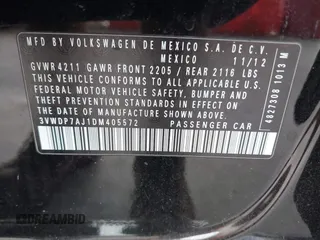 MFD BY VOLKSWAGEN DE MEXICO S.A. DE C.V.
MEXICO 11/12
GVWR 4211 GAWR FRONT 2205 / REAR 2116 LBS
THIS VEHICLE CONFORMS TO ALL APPLICABLE U.S.
FEDERAL MOTOR VEHICLE SAFETY, BUMPER, AND
THEFT PREVENTION STANDARDS IN EFFECT ON THE
DATE OF MANUFACTURE SHOWN ABOVE.
3VWDP7AJ1DM405572 PASSENGER CAR
4827308 1013 M
DREAMBID